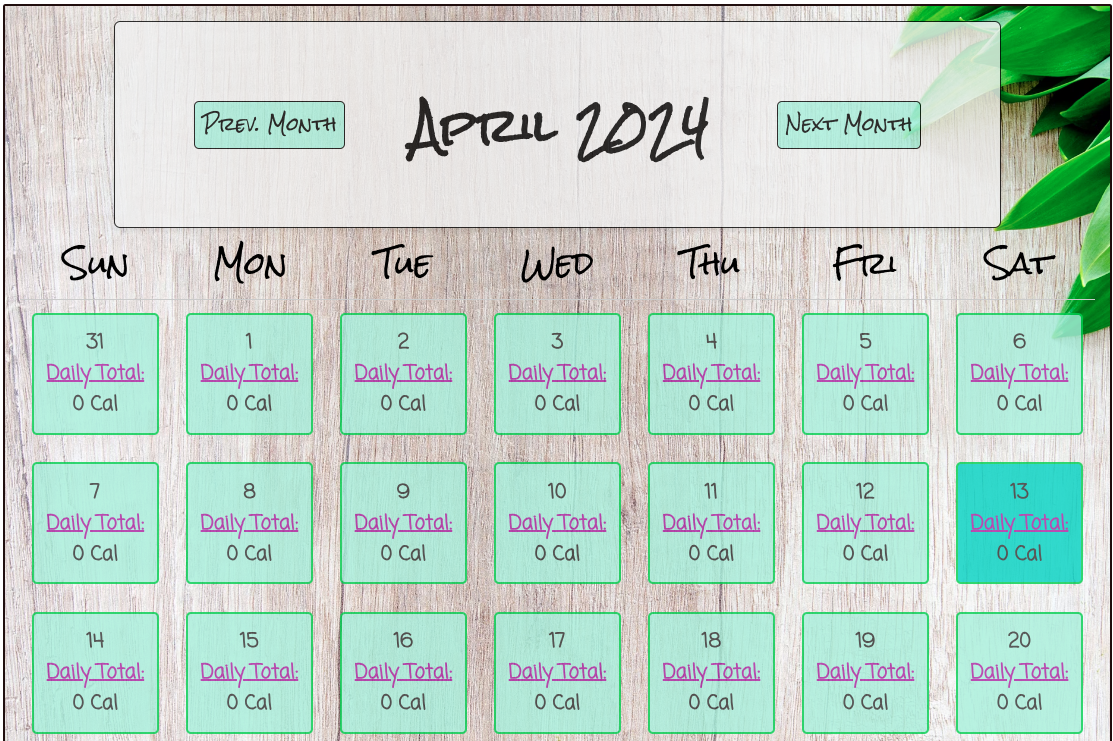 Prev. Month April 2024 Next Month
Sun Mon Tue Wed Thu Fri Sat
31 1 2 3 4 5 6
Daily Total: Daily Total: Daily Total: Daily Total: Daily Total: Daily Total: Daily Total:
0 Cal 0 Cal 0 Cal 0 Cal 0 Cal 0 Cal 0 Cal
7 8 9 10 11 12 13
Daily Total: Daily Total: Daily Total: Daily Total: Daily Total: Daily Total: Daily Total:
0 Cal 0 Cal 0 Cal 0 Cal 0 Cal 0 Cal 0 Cal
14 15 16 17 18 19 20
Daily Total: Daily Total: Daily Total: Daily Total: Daily Total: Daily Total: Daily Total:
0 Cal 0 Cal 0 Cal 0 Cal 0 Cal 0 Cal 0 Cal